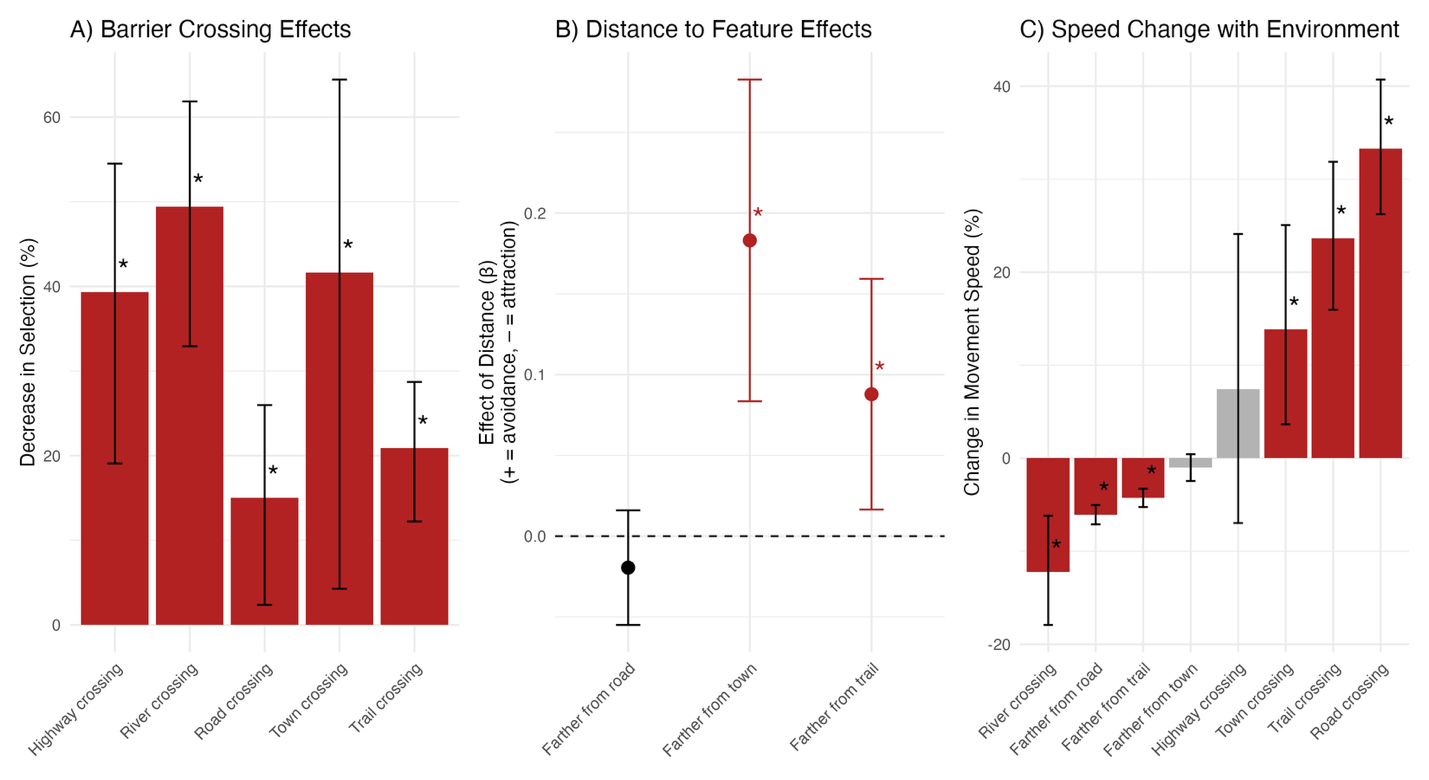 A) Barrier Crossing Effects
Decrease in Selection (%)
60
40
20
0
*
*
*
*
*
Highway crossing
River crossing
Road crossing
Town crossing
Trail crossing
B) Distance to Feature Effects
Effect of Distance (β)
(+ = avoidance, − = attraction)
0.2
0.1
0.0
*
*
Farther from road
Farther from town
Farther from trail
C) Speed Change with Environment
Change in Movement Speed (%)
40
20
0
-20
*
*
*
*
*
*
River crossing
Farther from road
Farther from trail
Farther from town
Highway crossing
Town crossing
Trail crossing
Road crossing